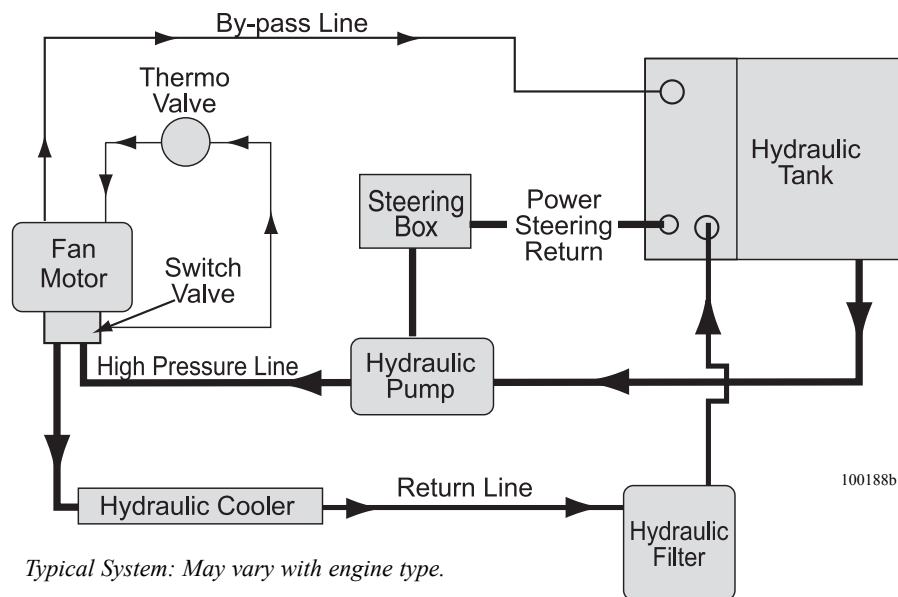 By-pass Line
Thermo
Valve
Hydraulic
Tank
Steering
Box
Power
Steering
Return
Fan
Motor
Switch
Valve
High Pressure Line
Hydraulic
Pump
100188b
Hydraulic Cooler
Return Line
Hydraulic
Filter
Typical System: May vary with engine type.